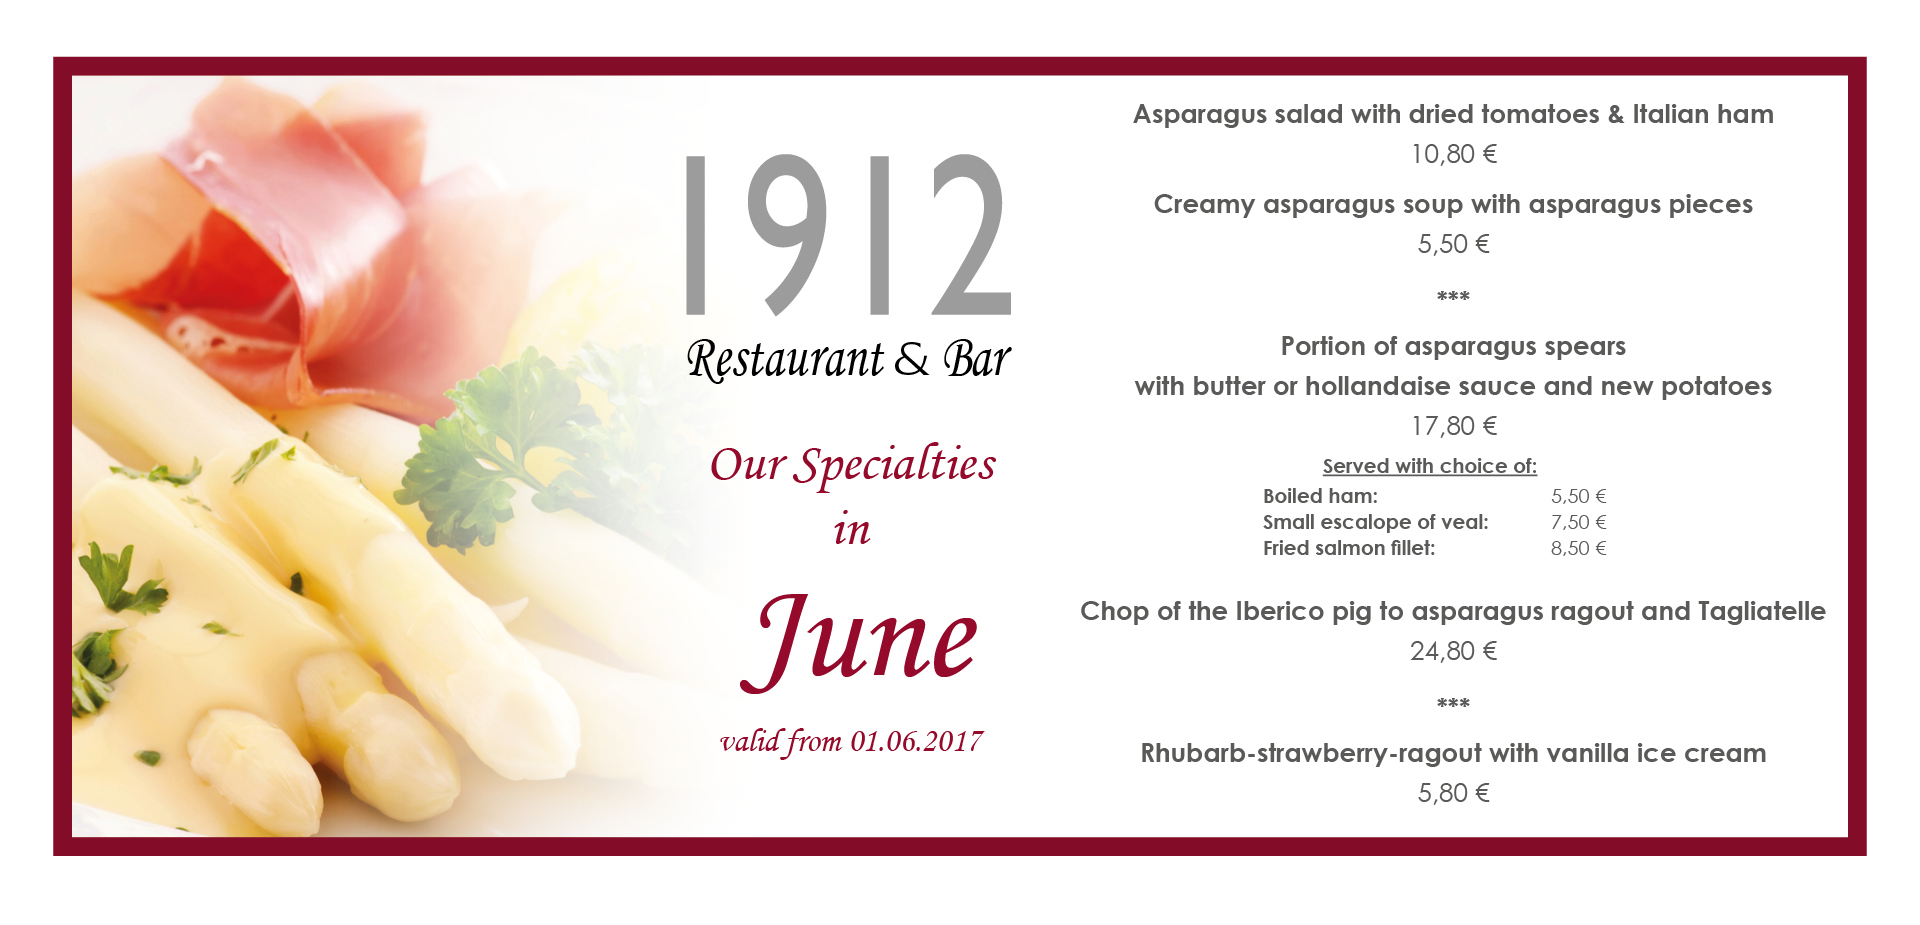 1912
Restaurant & Bar
Our Specialties
in
June
valid from 01.06.2017
Asparagus salad with dried tomatoes & Italian ham
10,80 €
Creamy asparagus soup with asparagus pieces
5,50 €
***
Portion of asparagus spears
with butter or hollandaise sauce and new potatoes
17,80 €
Served with choice of:
Boiled ham: 5,50 €
Small escalope of veal: 7,50 €
Fried salmon fillet: 8,50 €
Chop of the Iberico pig to asparagus ragout and Tagliatelle
24,80 €
***
Rhubarb-strawberry-ragout with vanilla ice cream
5,80 €